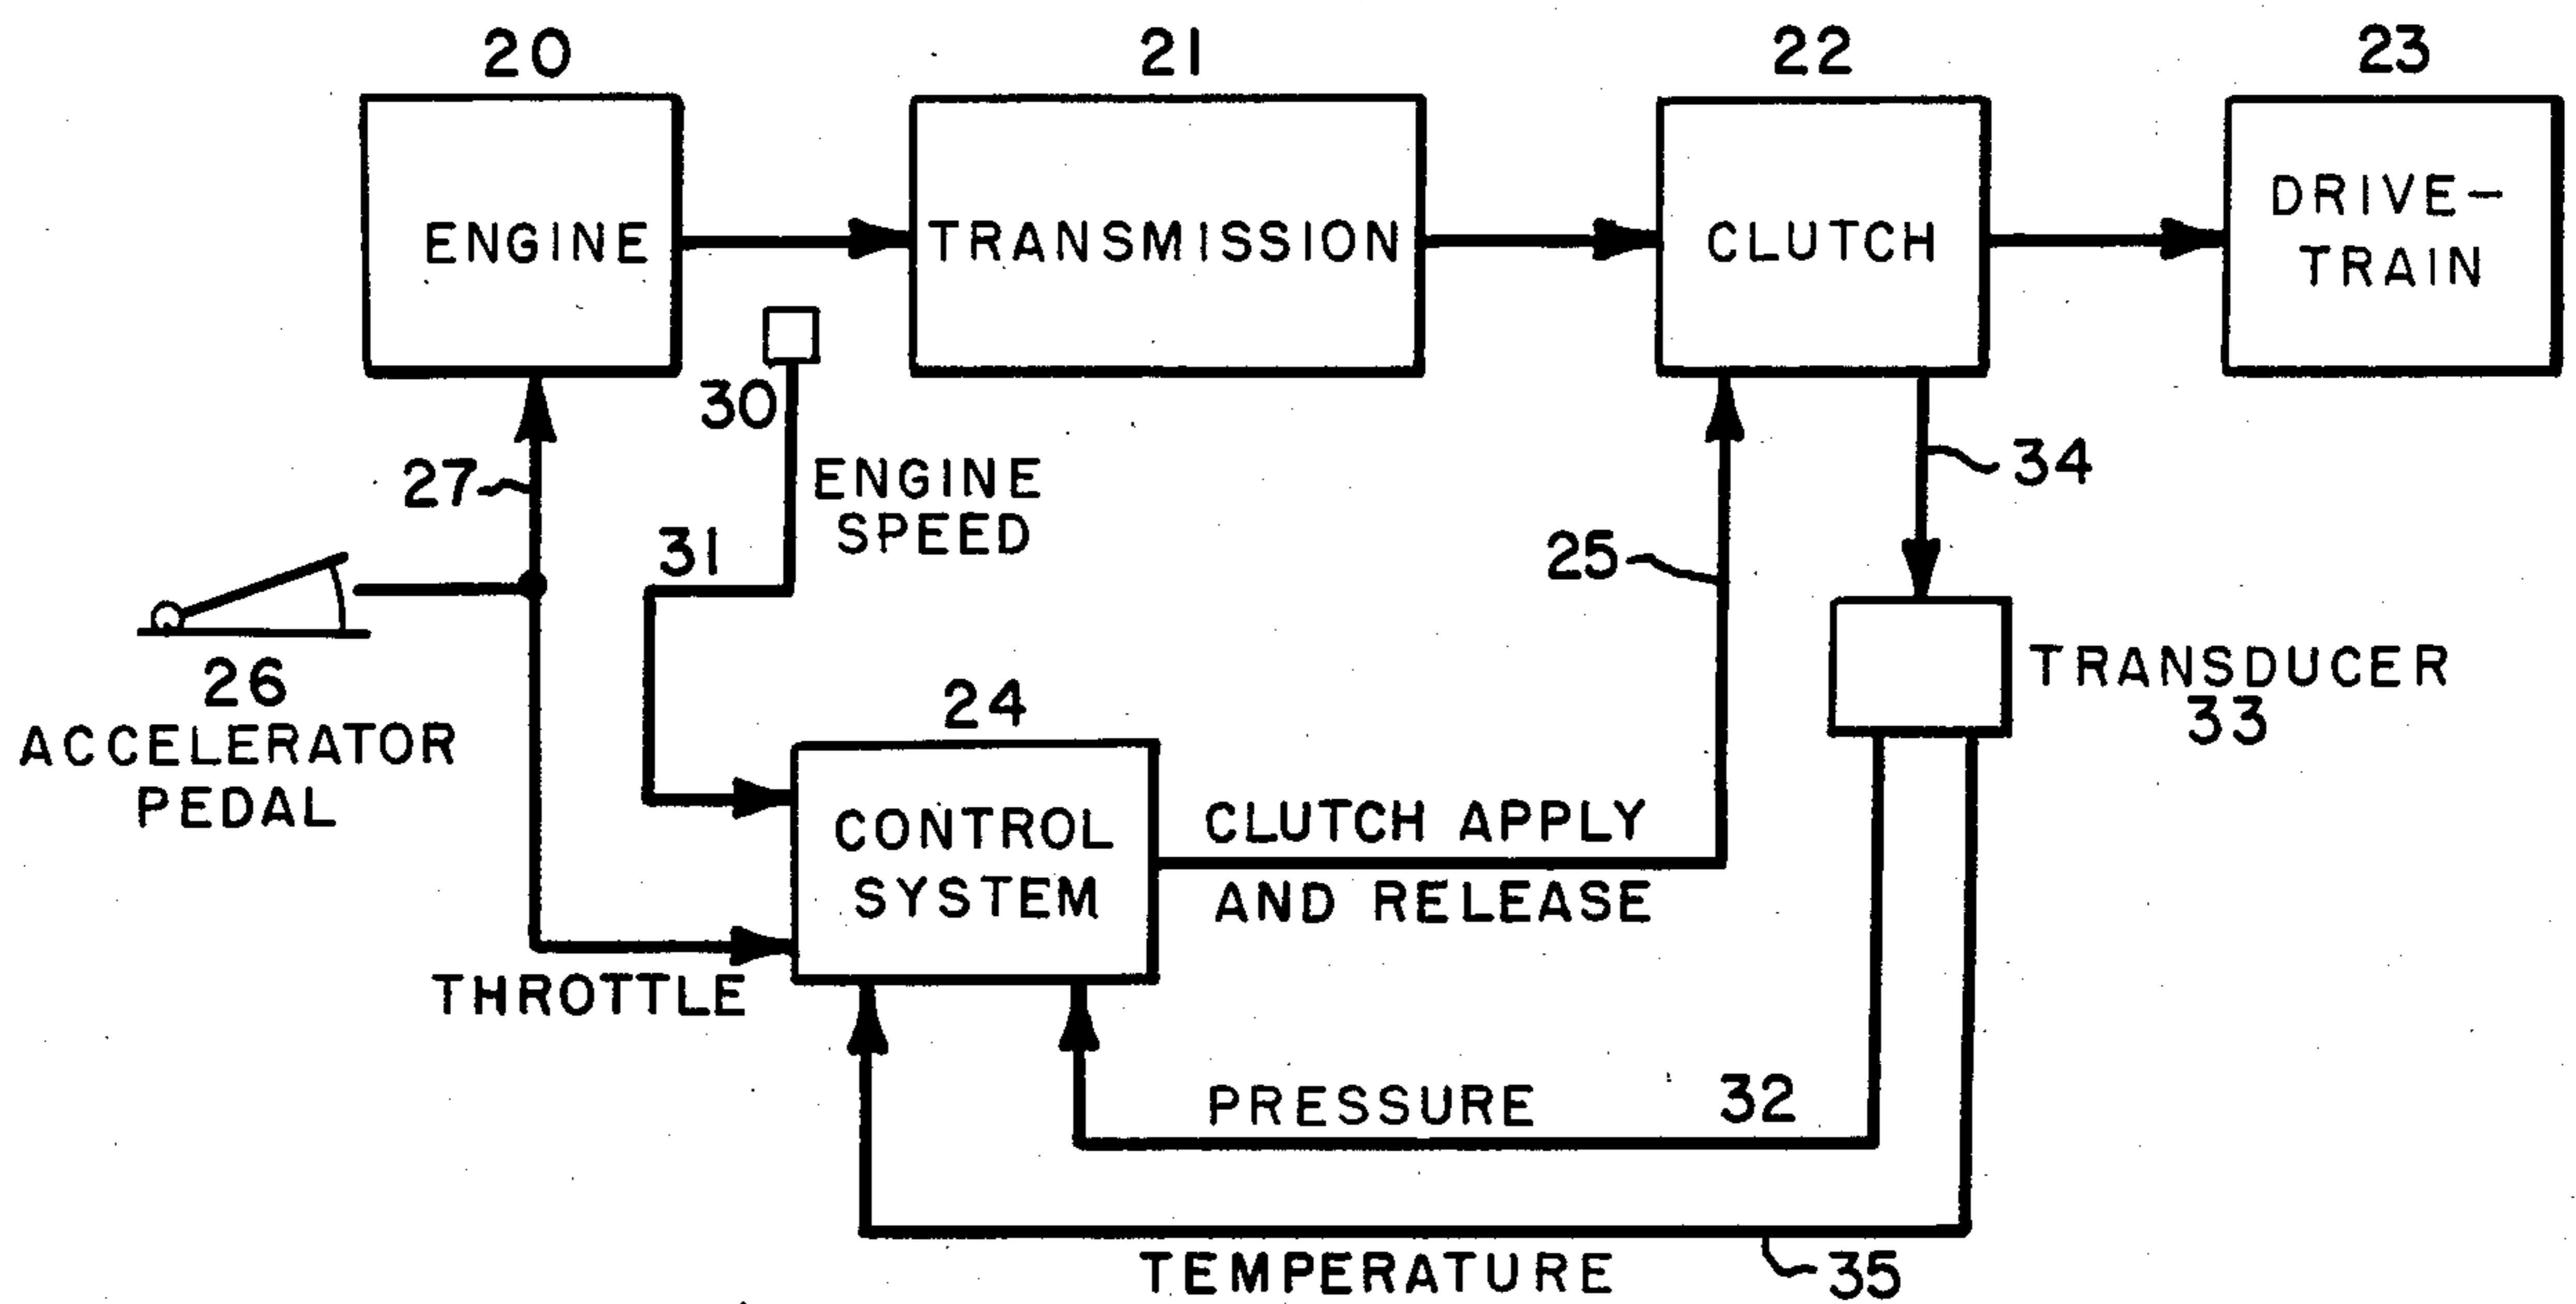 20
21
22
23
ENGINE
TRANSMISSION
CLUTCH
DRIVE-
TRAIN
30
27
ENGINE
SPEED
34
31
25
26
ACCELERATOR
PEDAL
24
TRANSDUCER
33
CONTROL
SYSTEM
CLUTCH APPLY
AND RELEASE
THROTTLE
PRESSURE
32
TEMPERATURE
35